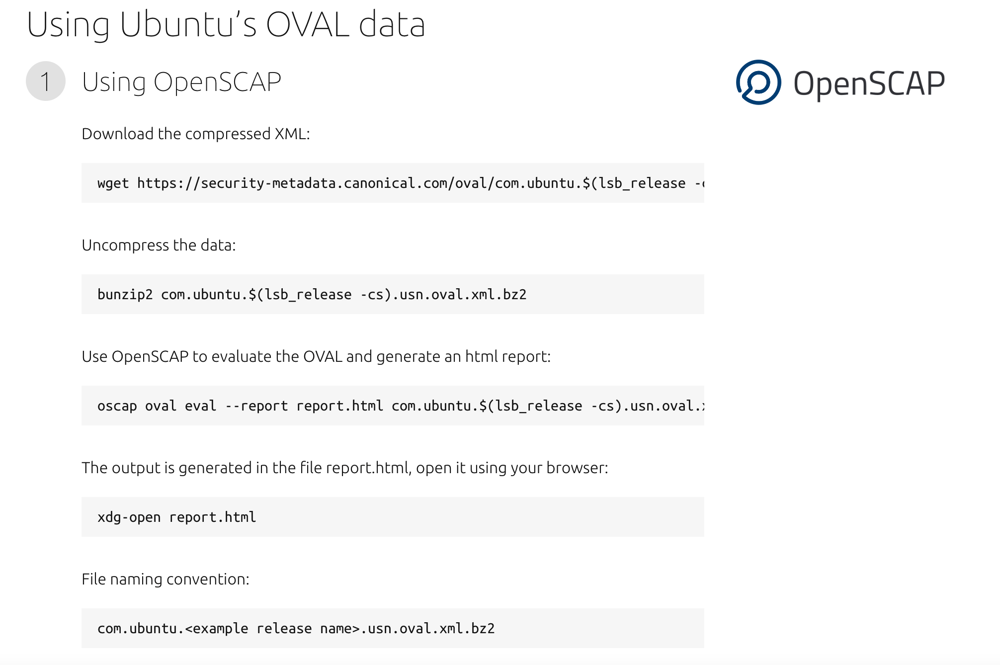 Using Ubuntu’s OVAL data
1 Using OpenSCAP
OpenSCAP
Download the compressed XML:
wget https://security-metadata.canonical.com/oval/com.ubuntu.$(lsb_release -
Uncompress the data:
bunzip2 com.ubuntu.$(lsb_release -cs).usn.oval.xml.bz2
Use OpenSCAP to evaluate the OVAL and generate an html report:
oscap oval eval --report report.html com.ubuntu.$(lsb_release -cs).usn.oval.
The output is generated in the file report.html, open it using your browser:
xdg-open report.html
File naming convention:
com.ubuntu.<example release name>.usn.oval.xml.bz2